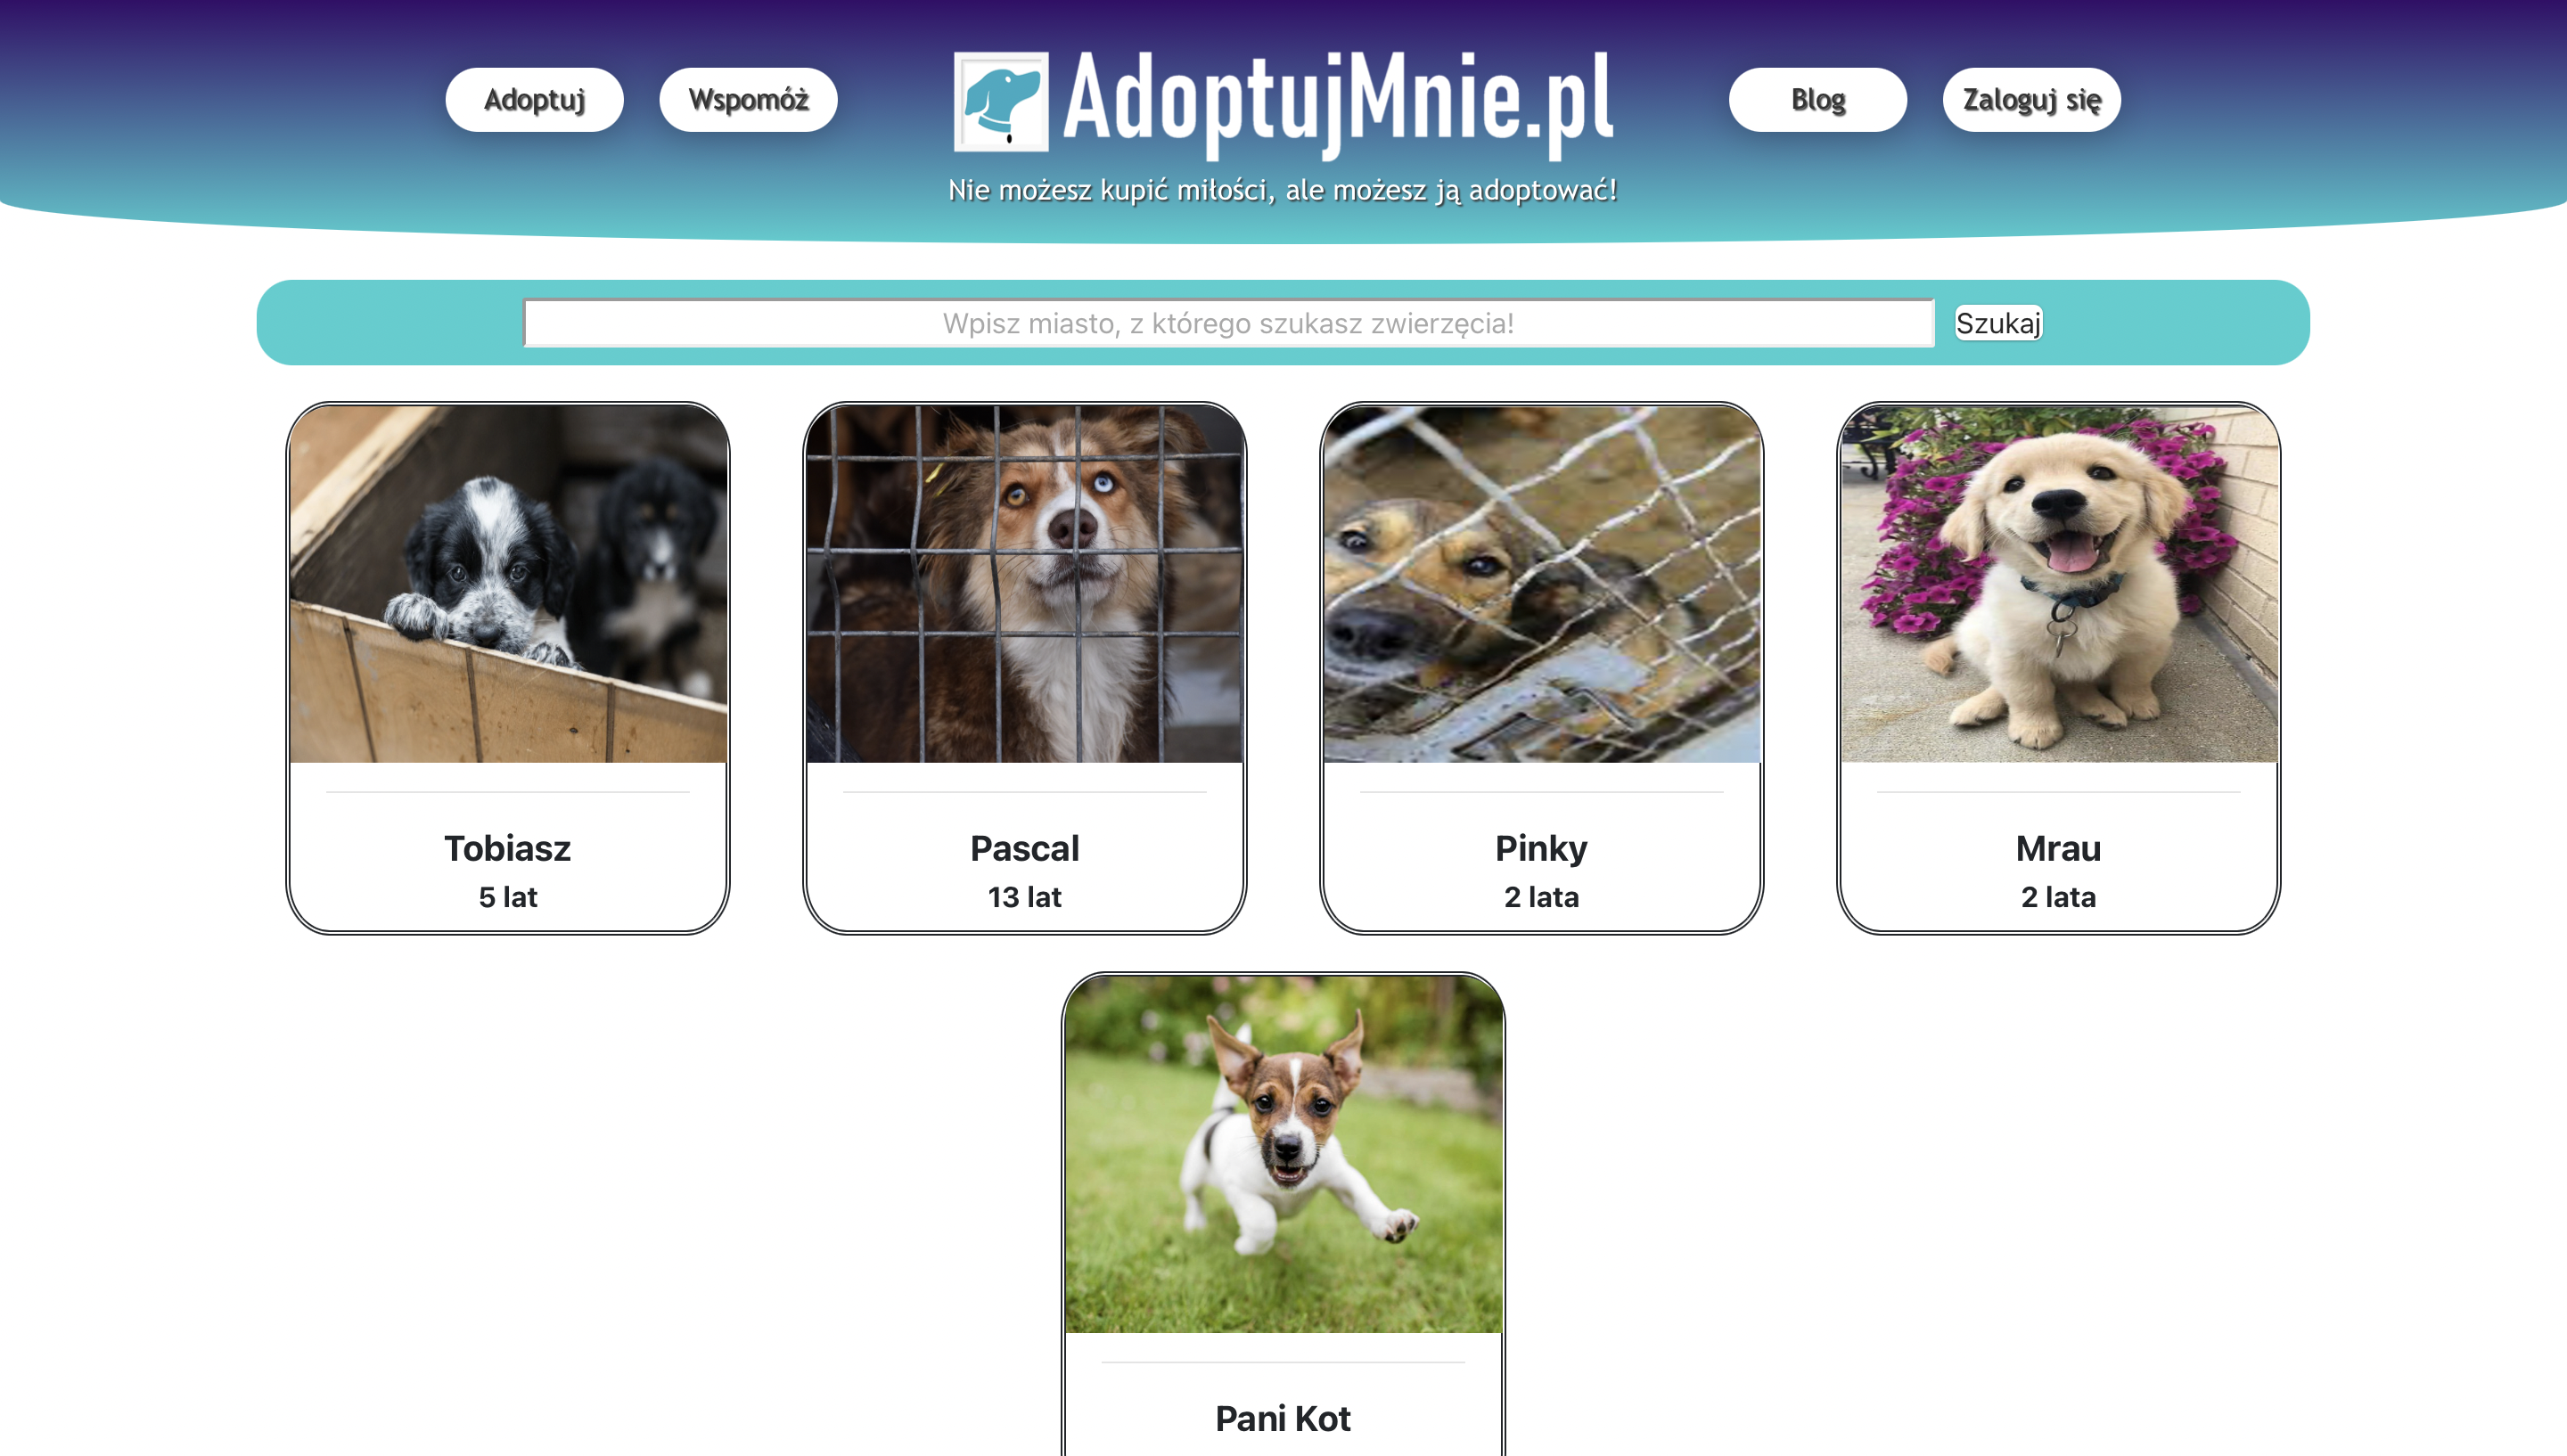 Adoptuj
Wspomóż
AdoptujMnie.pl
Nie możesz kupić miłości, ale możesz ją adoptować!
Blog
Zaloguj się
Wpisz miasto, z którego szukasz zwierzęcia!
Szukaj
Tobiasz
5 lat
Pascal
13 lat
Pinky
2 lata
Mrau
2 lata
Pani Kot